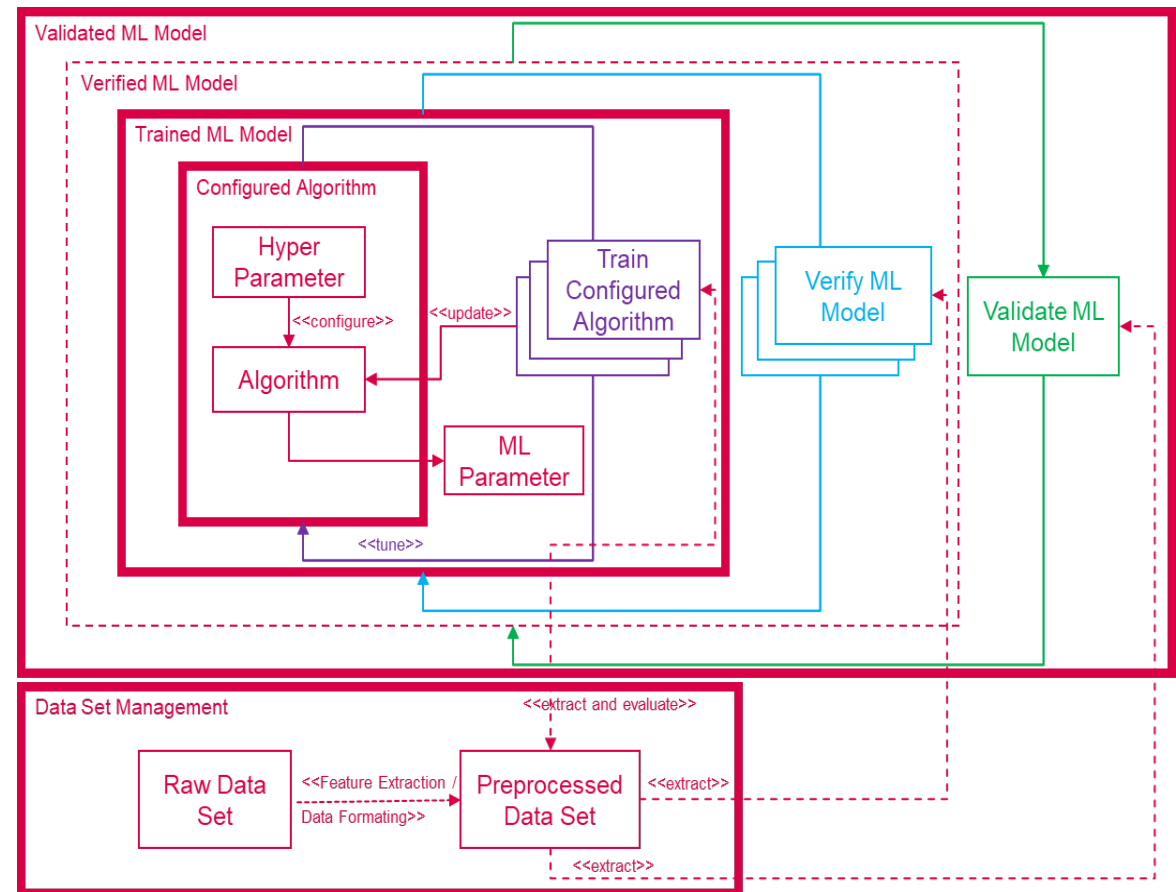 Validated ML Model
Verified ML Model
Trained ML Model
Configured Algorithm
Hyper
Parameter
<<configure>>
Algorithm
<<update>>
Train
Configured
Algorithm
ML
Parameter
<<tune>>
Verify ML
Model
Validate ML
Model
Data Set Management
<<extract and evaluate>>
Raw Data
Set
<<Feature Extraction /
Data Formating>>
Preprocessed
Data Set
<<extract>>
<<extract>>